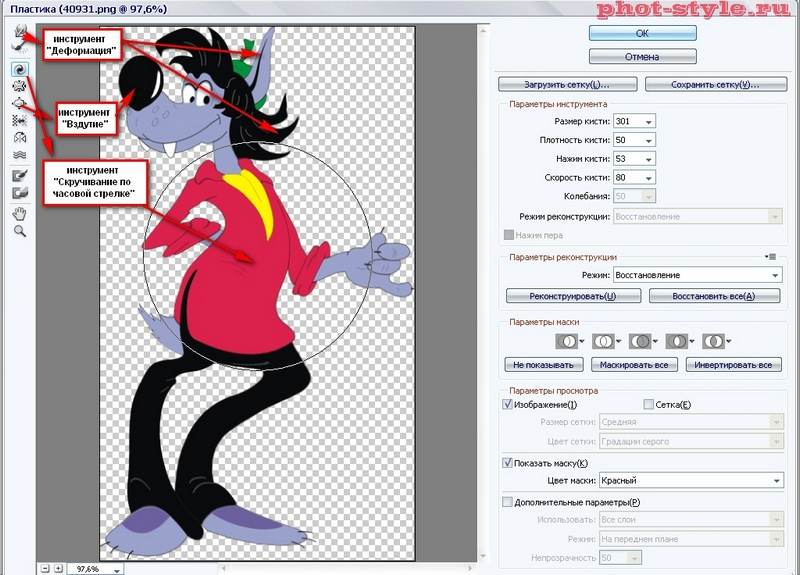 Пластика (40931.png @ 97,6%)
phot-style.ru
инструмент
"Деформация"
инструмент
"Вздутие"
инструмент
"Скручивание по
часовой стрелке"
97,6%
ОК
Отмена
Загрузить сетку(L)... Сохранить сетку(V)...
Параметры инструмента
Размер кисти: 301
Плотность кисти: 50
Нажим кисти: 53
Скорость кисти: 80
Колебания: 50
Режим реконструкции: Восстановление
Нажим пера
Параметры реконструкции
Режим: Восстановление
Реконструировать(U) Восстановить все(A)
Параметры маски
Не показывать Маскировать все Инвертировать все
Параметры просмотра
Изображение(I) Сетка(E)
Размер сетки: Средняя
Цвет сетки: Градации серого
Показать маску(K)
Цвет маски: Красный
Дополнительные параметры(P)
Использовать: Все слои
Режим: На переднем плане
Непрозрачность 50